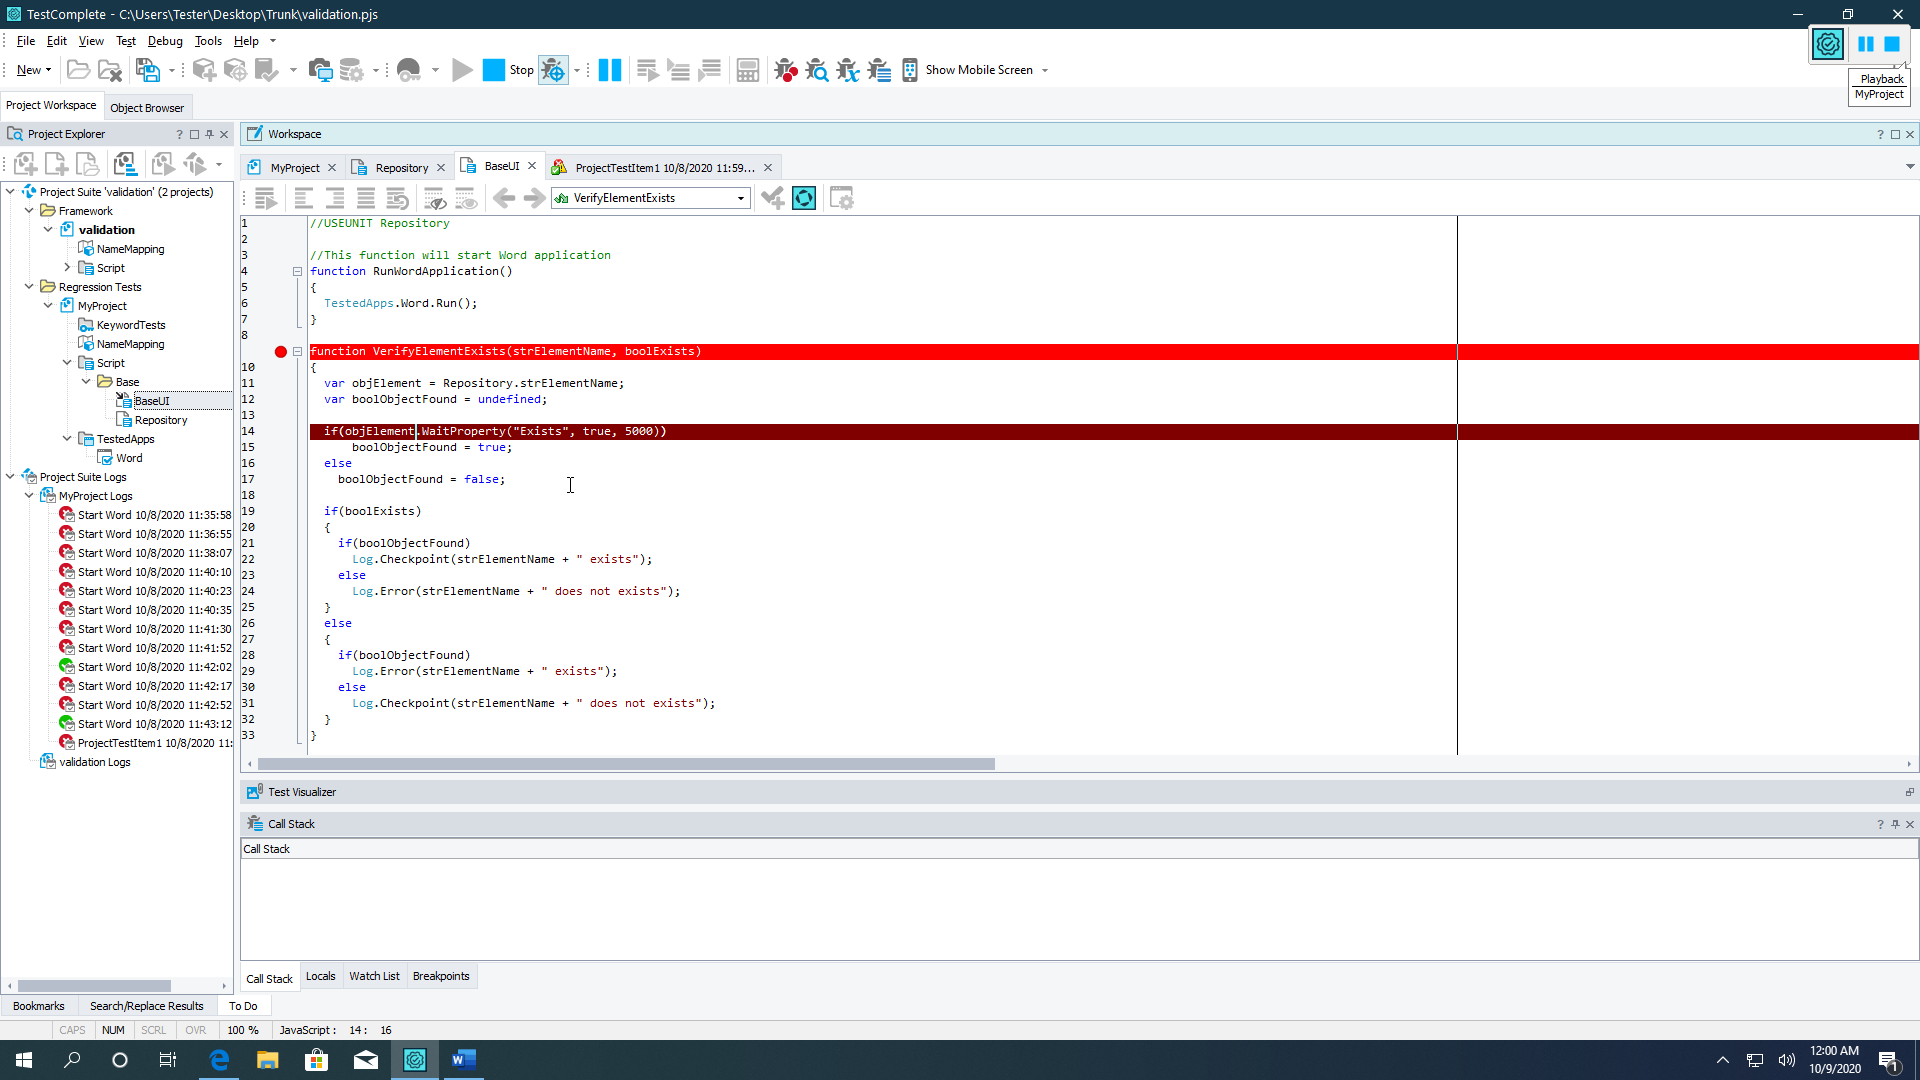 TestComplete - C:\Users\Tester\Desktop\Trunk\validation.pjs
File Edit View Test Debug Tools Help
New Stop Show Mobile Screen
Playback
MyProject
Project Workspace Object Browser
Project Explorer ?
Workspace ?
MyProject Repository BaseUI ProjectTestItem1 10/8/2020 11:59...
VerifyElementExists
Project Suite 'validation' (2 projects)
Framework
validation
NameMapping
Script
Regression Tests
MyProject
KeywordTests
NameMapping
Script
Base
BaseUI
Repository
TestedApps
Word
Project Suite Logs
MyProject Logs
Start Word 10/8/2020 11:35:58
Start Word 10/8/2020 11:36:55
Start Word 10/8/2020 11:38:07
Start Word 10/8/2020 11:40:10
Start Word 10/8/2020 11:40:23
Start Word 10/8/2020 11:40:35
Start Word 10/8/2020 11:41:30
Start Word 10/8/2020 11:41:52
Start Word 10/8/2020 11:42:02
Start Word 10/8/2020 11:42:17
Start Word 10/8/2020 11:42:52
Start Word 10/8/2020 11:43:12
ProjectTestItem1 10/8/2020 11:
validation Logs
1 //USEUNIT Repository
2
3 //This function will start Word application
4 function RunWordApplication()
5 {
6 TestedApps.Word.Run();
7 }
8
function VerifyElementExists(strElementName, boolExists)
10 {
11 var objElement = Repository.strElementName;
12 var boolObjectFound = undefined;
13
14 if(objElement.WaitProperty("Exists", true, 5000))
15 boolObjectFound = true;
16 else
17 boolObjectFound = false;
18
19 if(boolExists)
20 {
21 if(boolObjectFound)
22 Log.Checkpoint(strElementName + " exists");
23 else
24 Log.Error(strElementName + " does not exists");
25 }
26 else
27 {
28 if(boolObjectFound)
29 Log.Error(strElementName + " exists");
30 else
31 Log.Checkpoint(strElementName + " does not exists");
32 }
33 }
Test Visualizer
Call Stack ?
Call Stack
Call Stack Locals Watch List Breakpoints
Bookmarks Search/Replace Results To Do
CAPS NUM SCRL OVR 100 % JavaScript : 14 : 16
12:00 AM
10/9/2020
1